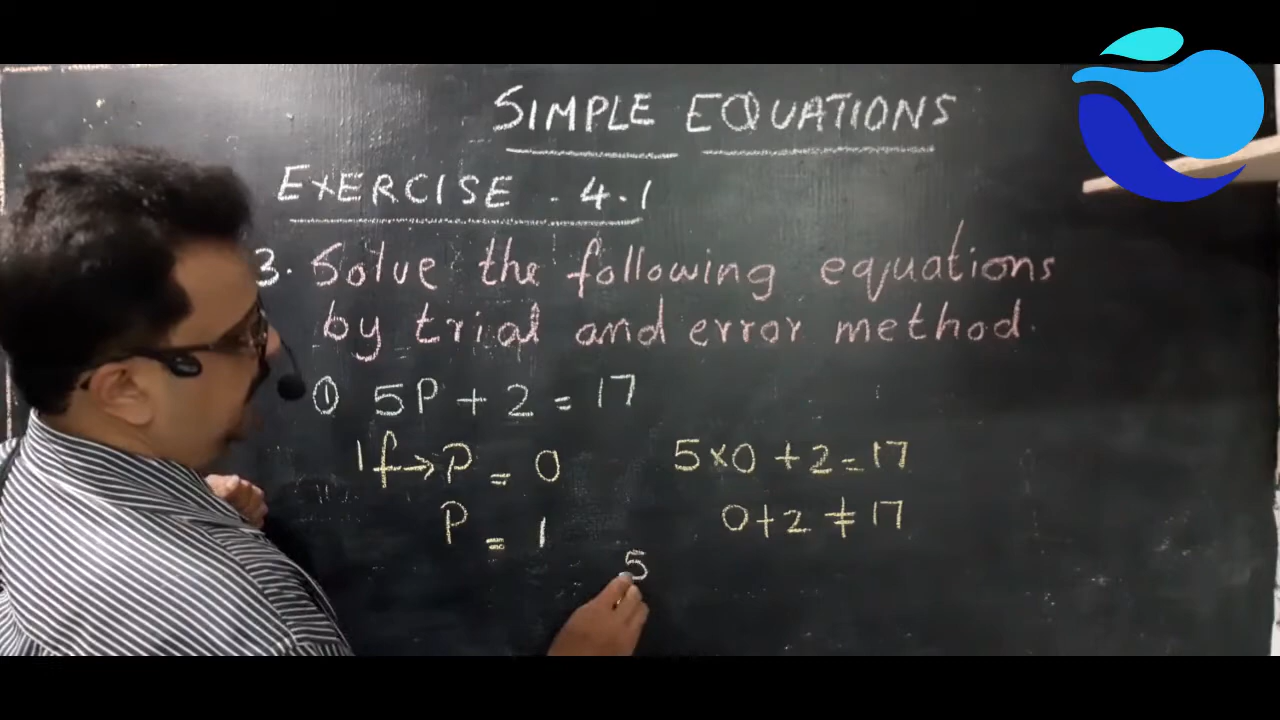 SIMPLE EQUATIONS
EXERCISE - 4.1
3. Solve the following equations
by trial and error method.
① 5P + 2 = 17
If → P = 0 5×0 + 2 = 17
0 + 2 ≠ 17
P = 1
5